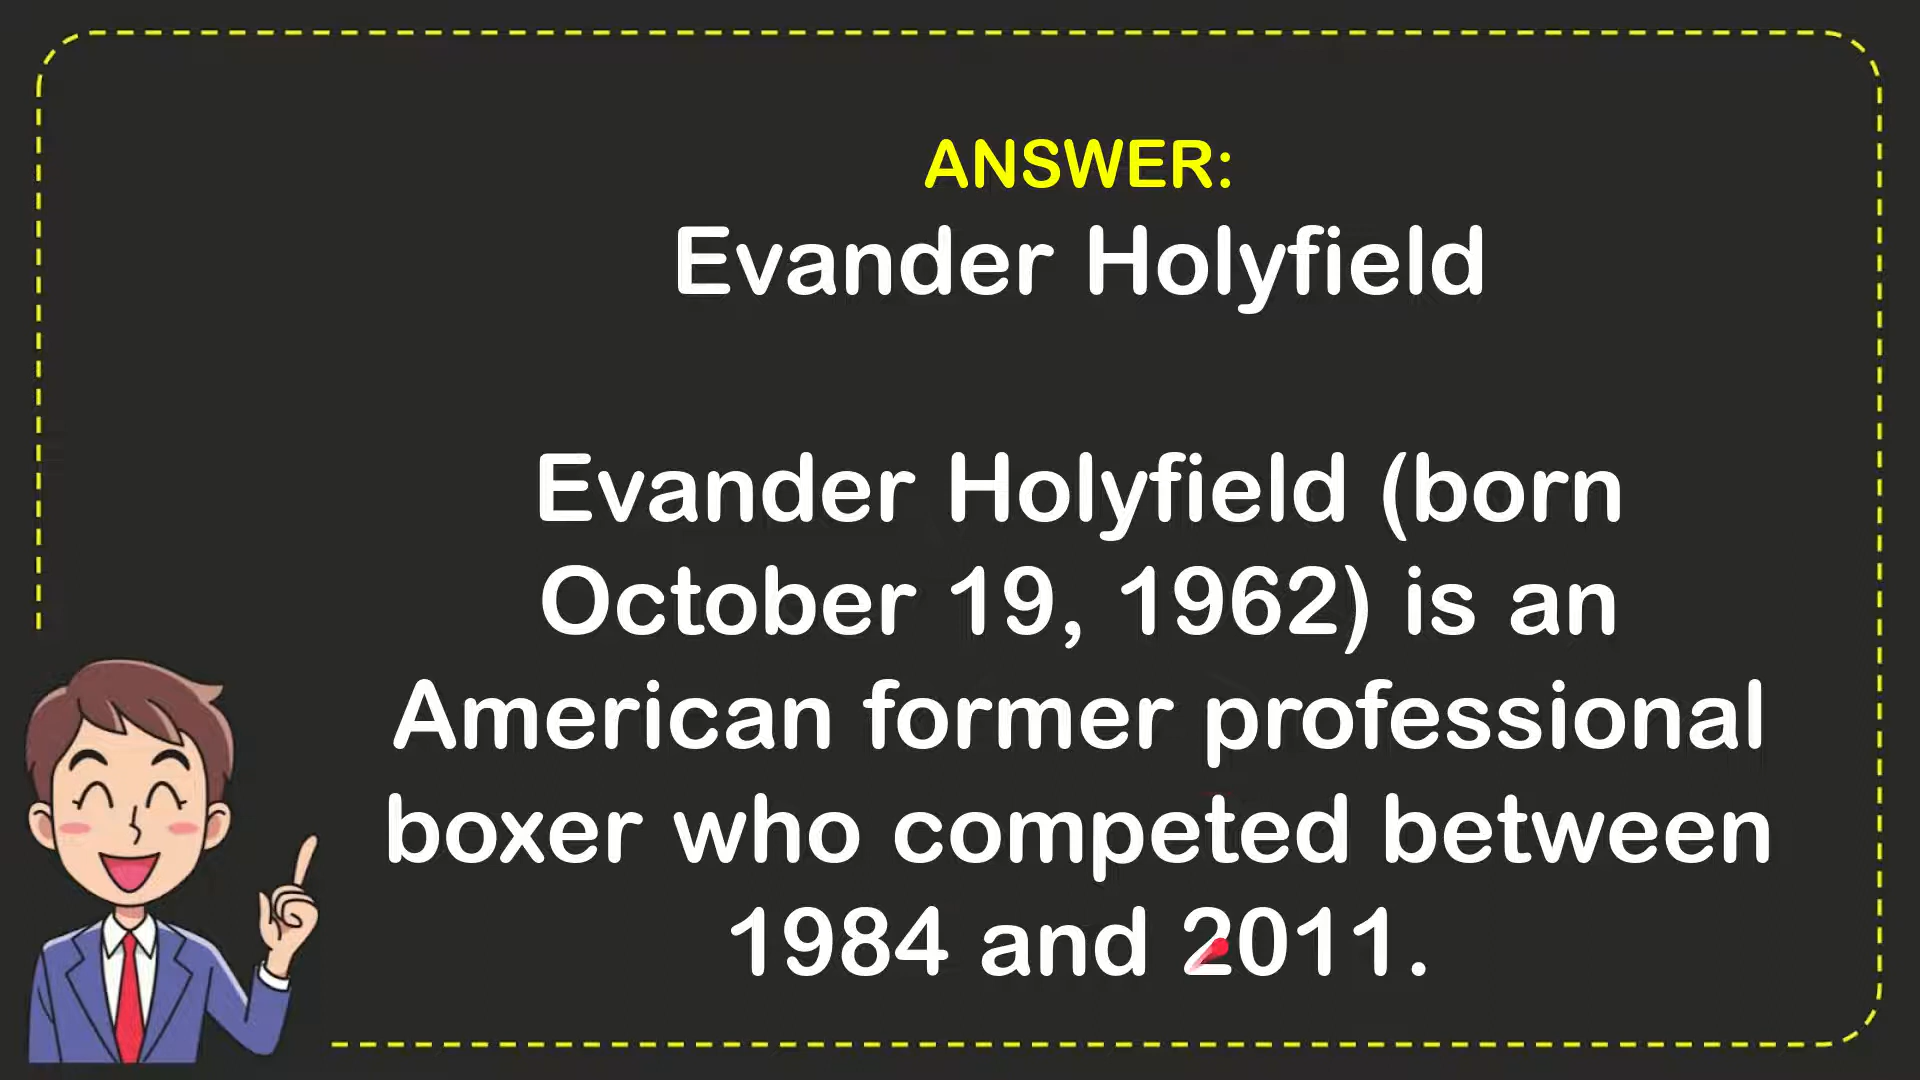 ANSWER:
Evander Holyfield
Evander Holyfield (born
October 19, 1962) is an
American former professional
boxer who competed between
1984 and 2011.